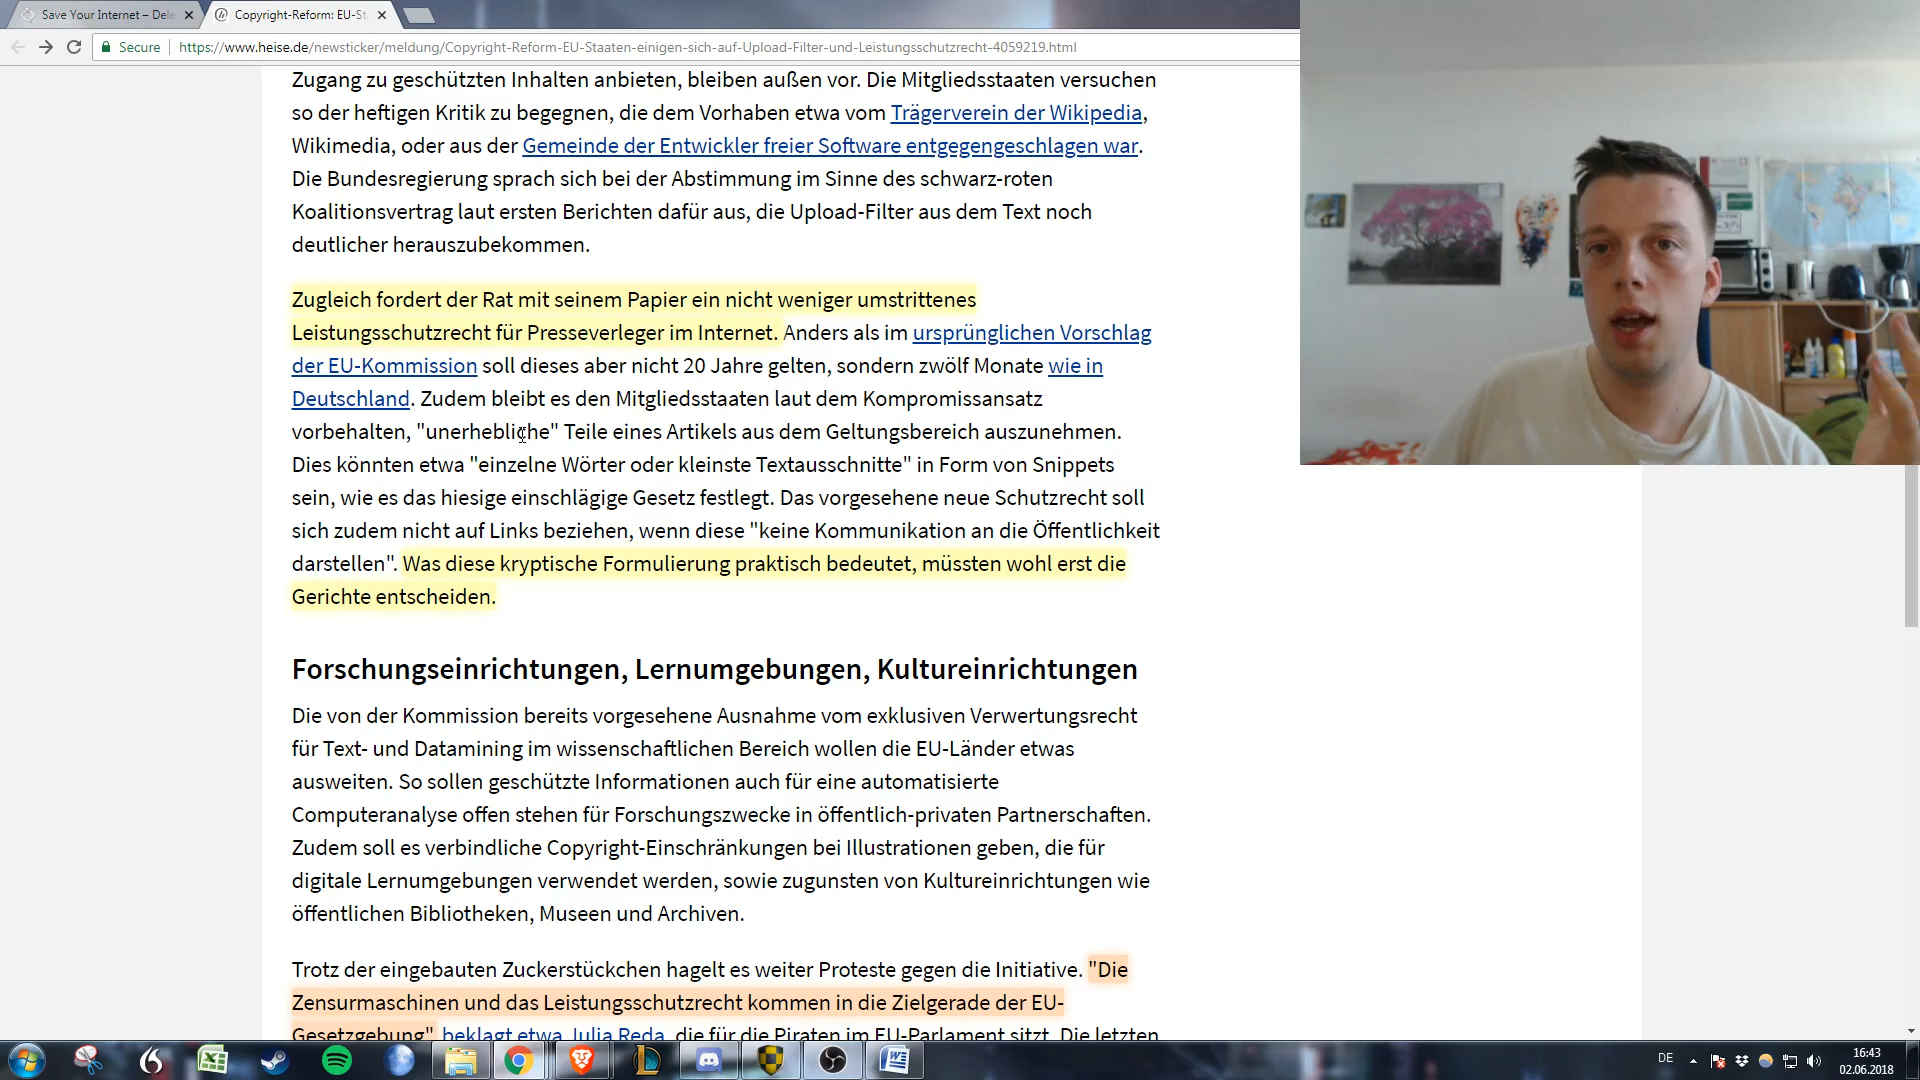 Save Your Internet – Dele
Copyright-Reform: EU-St
Secure
https://www.heise.de/newsticker/meldung/Copyright-Reform-EU-Staaten-einigen-sich-auf-Upload-Filter-und-Leistungsschutzrecht-4059219.html
Zugang zu geschützten Inhalten anbieten, bleiben außen vor. Die Mitgliedsstaaten versuchen
so der heftigen Kritik zu begegnen, die dem Vorhaben etwa vom Trägerverein der Wikipedia,
Wikimedia, oder aus der Gemeinde der Entwickler freier Software entgegengeschlagen war.
Die Bundesregierung sprach sich bei der Abstimmung im Sinne des schwarz-roten
Koalitionsvertrag laut ersten Berichten dafür aus, die Upload-Filter aus dem Text noch
deutlicher herauszubekommen.
Zugleich fordert der Rat mit seinem Papier ein nicht weniger umstrittenes
Leistungsschutzrecht für Presseverleger im Internet. Anders als im ursprünglichen Vorschlag
der EU-Kommission soll dieses aber nicht 20 Jahre gelten, sondern zwölf Monate wie in
Deutschland. Zudem bleibt es den Mitgliedsstaaten laut dem Kompromissansatz
vorbehalten, "unerhebliche" Teile eines Artikels aus dem Geltungsbereich auszunehmen.
Dies könnten etwa "einzelne Wörter oder kleinste Textausschnitte" in Form von Snippets
sein, wie es das hiesige einschlägige Gesetz festlegt. Das vorgesehene neue Schutzrecht soll
sich zudem nicht auf Links beziehen, wenn diese "keine Kommunikation an die Öffentlichkeit
darstellen". Was diese kryptische Formulierung praktisch bedeutet, müssten wohl erst die
Gerichte entscheiden.
Forschungseinrichtungen, Lernumgebungen, Kultureinrichtungen
Die von der Kommission bereits vorgesehene Ausnahme vom exklusiven Verwertungsrecht
für Text- und Datamining im wissenschaftlichen Bereich wollen die EU-Länder etwas
ausweiten. So sollen geschützte Informationen auch für eine automatisierte
Computeranalyse offen stehen für Forschungszwecke in öffentlich-privaten Partnerschaften.
Zudem soll es verbindliche Copyright-Einschränkungen bei Illustrationen geben, die für
digitale Lernumgebungen verwendet werden, sowie zugunsten von Kultureinrichtungen wie
öffentlichen Bibliotheken, Museen und Archiven.
Trotz der eingebauten Zuckerstückchen hagelt es weiter Proteste gegen die Initiative. "Die
Zensurmaschinen und das Leistungsschutzrecht kommen in die Zielgerade der EU-
Gesetzgebung" beklagt etwa Julia Reda, die für die Piraten im EU-Parlament sitzt. Die letzten
DE
16:43
02.06.2018